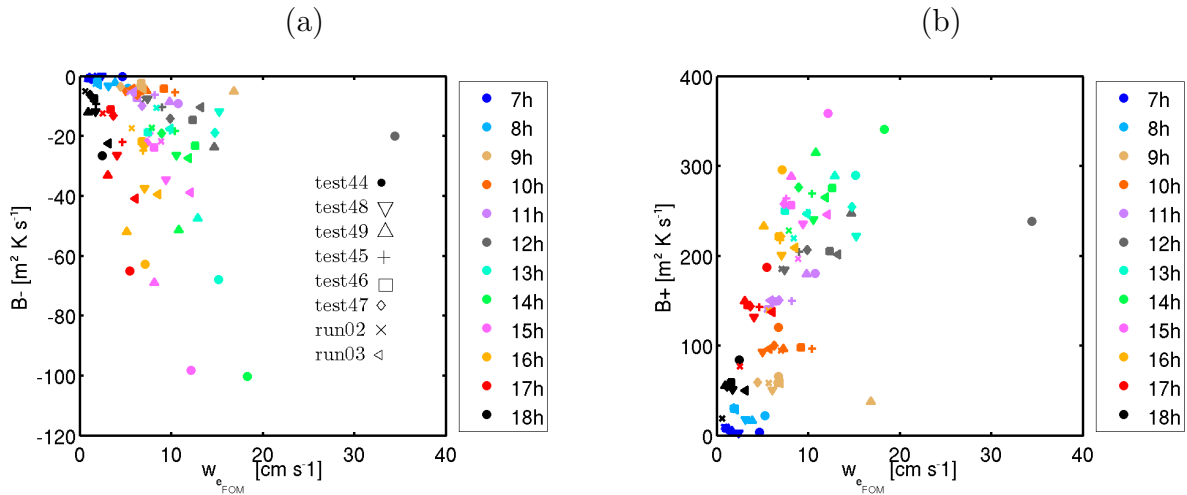 (a)
(b)
0
-20
-40
-60
-80
-100
-120
B- [m² K s⁻¹]
0 10 20 30 40
w_e_FOM [cm s⁻¹]
test44
test48
test49
test45
test46
test47
run02
run03
7h
8h
9h
10h
11h
12h
13h
14h
15h
16h
17h
18h
400
300
200
100
0
B+ [m² K s⁻¹]
0 10 20 30 40
w_e_FOM [cm s⁻¹]
7h
8h
9h
10h
11h
12h
13h
14h
15h
16h
17h
18h